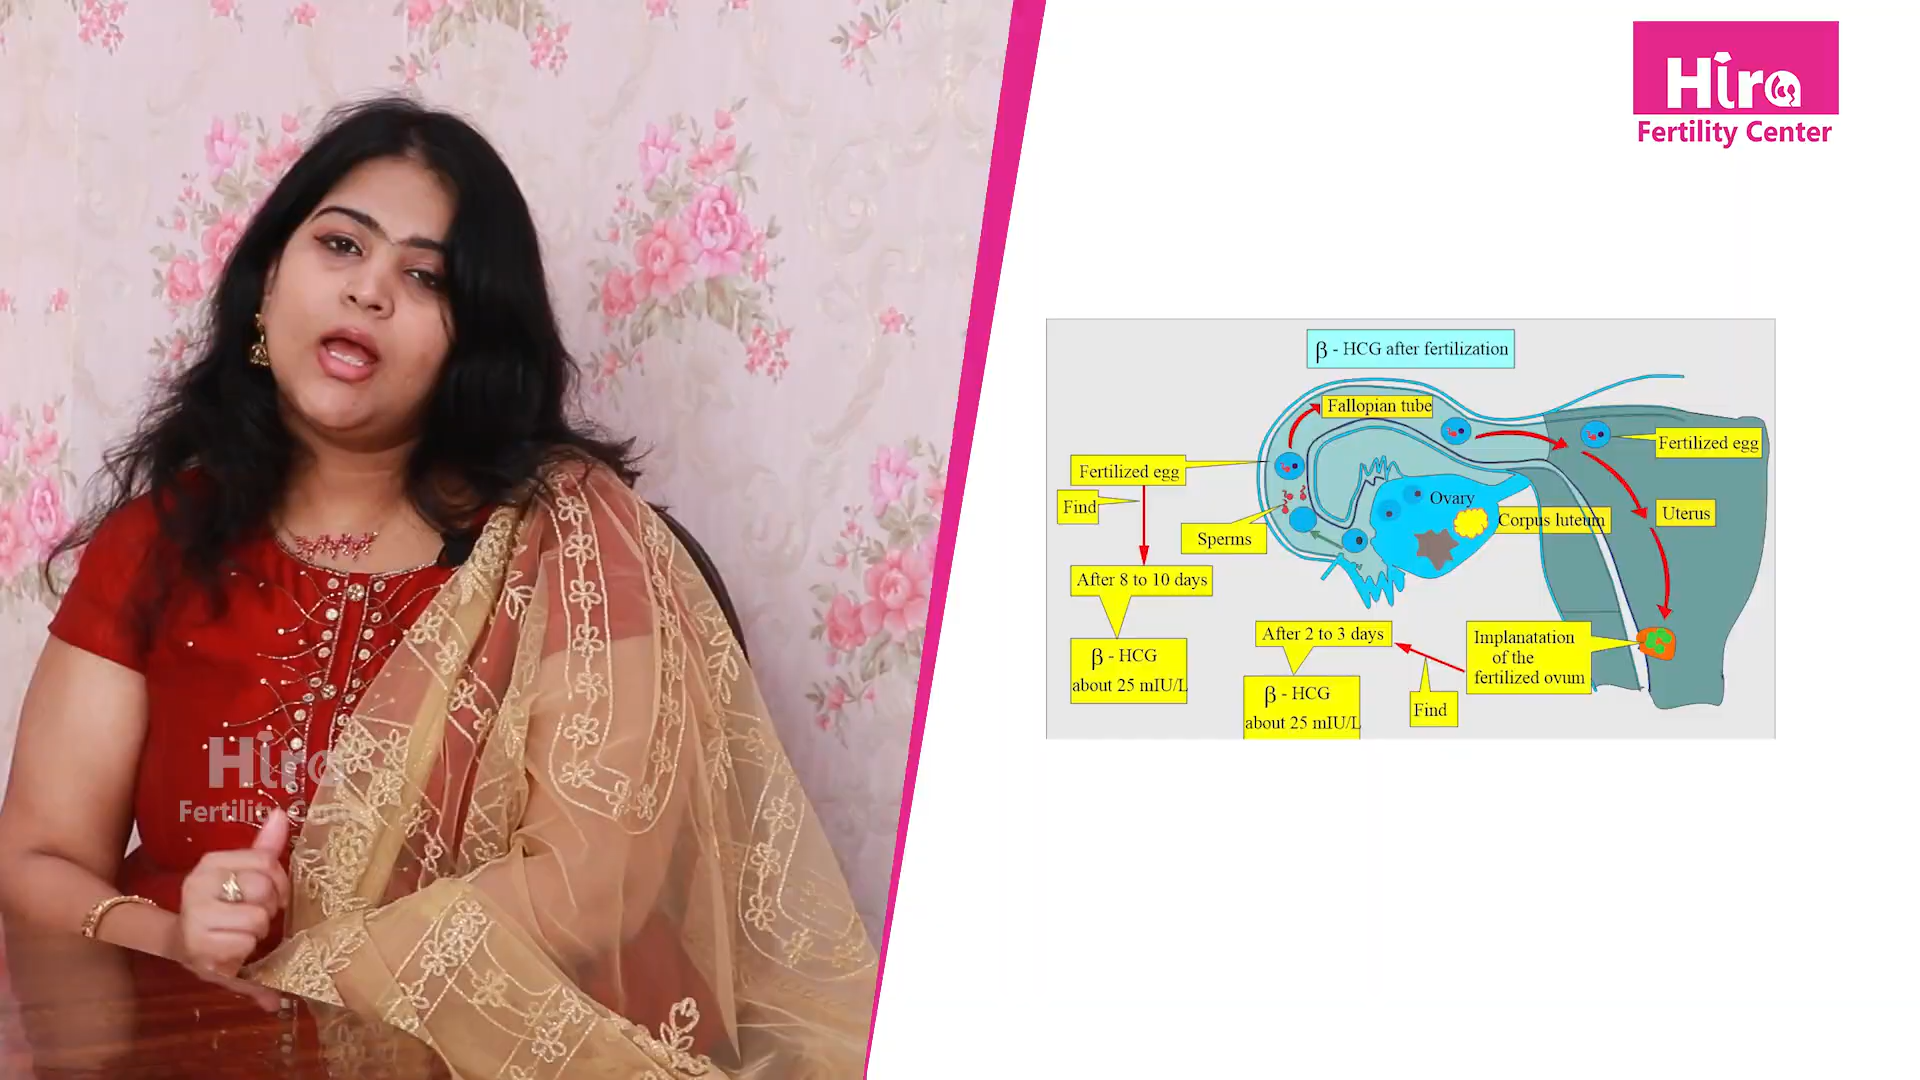 Hira
Fertility Center
β - HCG after fertilization
Fallopian tube
Fertilized egg
Fertilized egg
Find
Ovary
Corpus luteum
Uterus
Sperms
After 8 to 10 days
β - HCG
about 25 mIU/L
After 2 to 3 days
β - HCG
about 25 mIU/L
Find
Implanatation
of the
fertilized ovum
Hira
Fertility Center